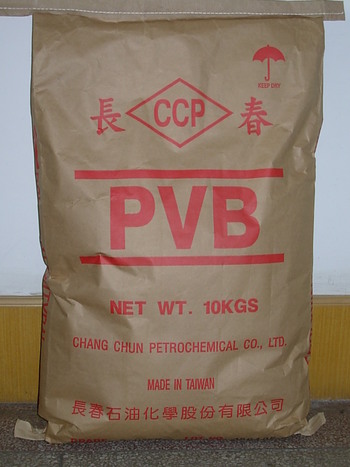 KEEP DRY
長 CCP 春
PVB
NET WT. 10KGS
CHANG CHUN PETROCHEMICAL CO., LTD.
MADE IN TAIWAN
長春石油化學股份有限公司